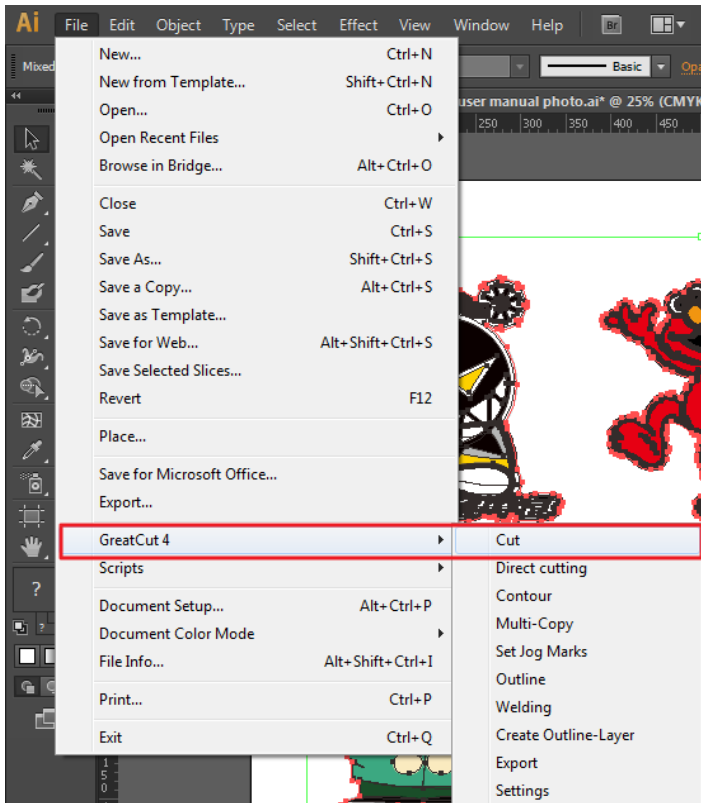 Ai File Edit Object Type Select Effect View Window Help Br
Mixed Basic Opa
user manual photo.ai* @ 25% (CMYK
250 300 350 400 450
New... Ctrl+N
New from Template... Shift+Ctrl+N
Open... Ctrl+O
Open Recent Files
Browse in Bridge... Alt+Ctrl+O
Close Ctrl+W
Save Ctrl+S
Save As... Shift+Ctrl+S
Save a Copy... Alt+Ctrl+S
Save as Template...
Save for Web... Alt+Shift+Ctrl+S
Save Selected Slices...
Revert F12
Place...
Save for Microsoft Office...
Export...
GreatCut 4 Cut
Scripts Direct cutting
Contour
Document Setup... Alt+Ctrl+P
Multi-Copy
Document Color Mode
Set Jog Marks
File Info... Alt+Shift+Ctrl+I
Outline
Print... Ctrl+P
Welding
Exit Ctrl+Q
Create Outline-Layer
Export
Settings
?
?
1
5
0